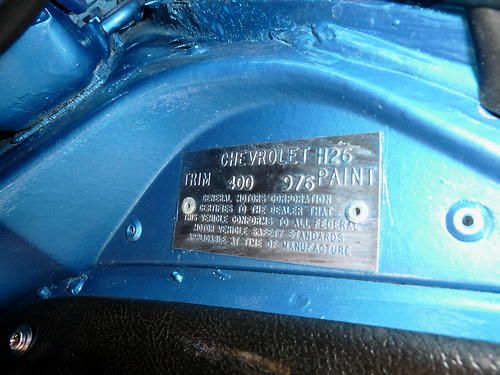 CHEVROLET H26
TRIM 400 976 PAINT
GENERAL MOTORS CORPORATION
CERTIFIES TO THE DEALER THAT
THIS VEHICLE CONFORMS TO ALL FEDERAL
MOTOR VEHICLE SAFETY STANDARDS
APPLICABLE AT TIME OF MANUFACTURE